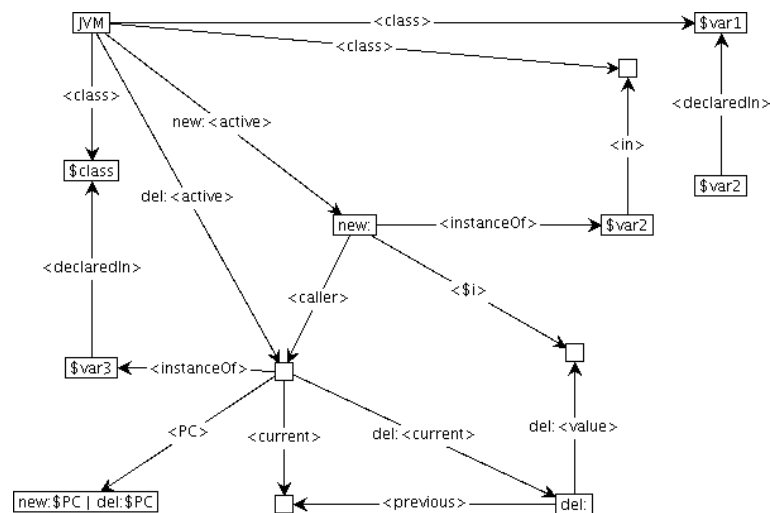 JVM
<class>
$var1
<class>
<class>
<declaredIn>
new: <active>
<in>
$class
$var2
del: <active>
new:
<instanceOf>
$var2
<declaredIn>
<caller>
<$i>
$var3
<instanceOf>
<PC>
<current>
del: <current>
del: <value>
new:$PC | del:$PC
<previous>
del: